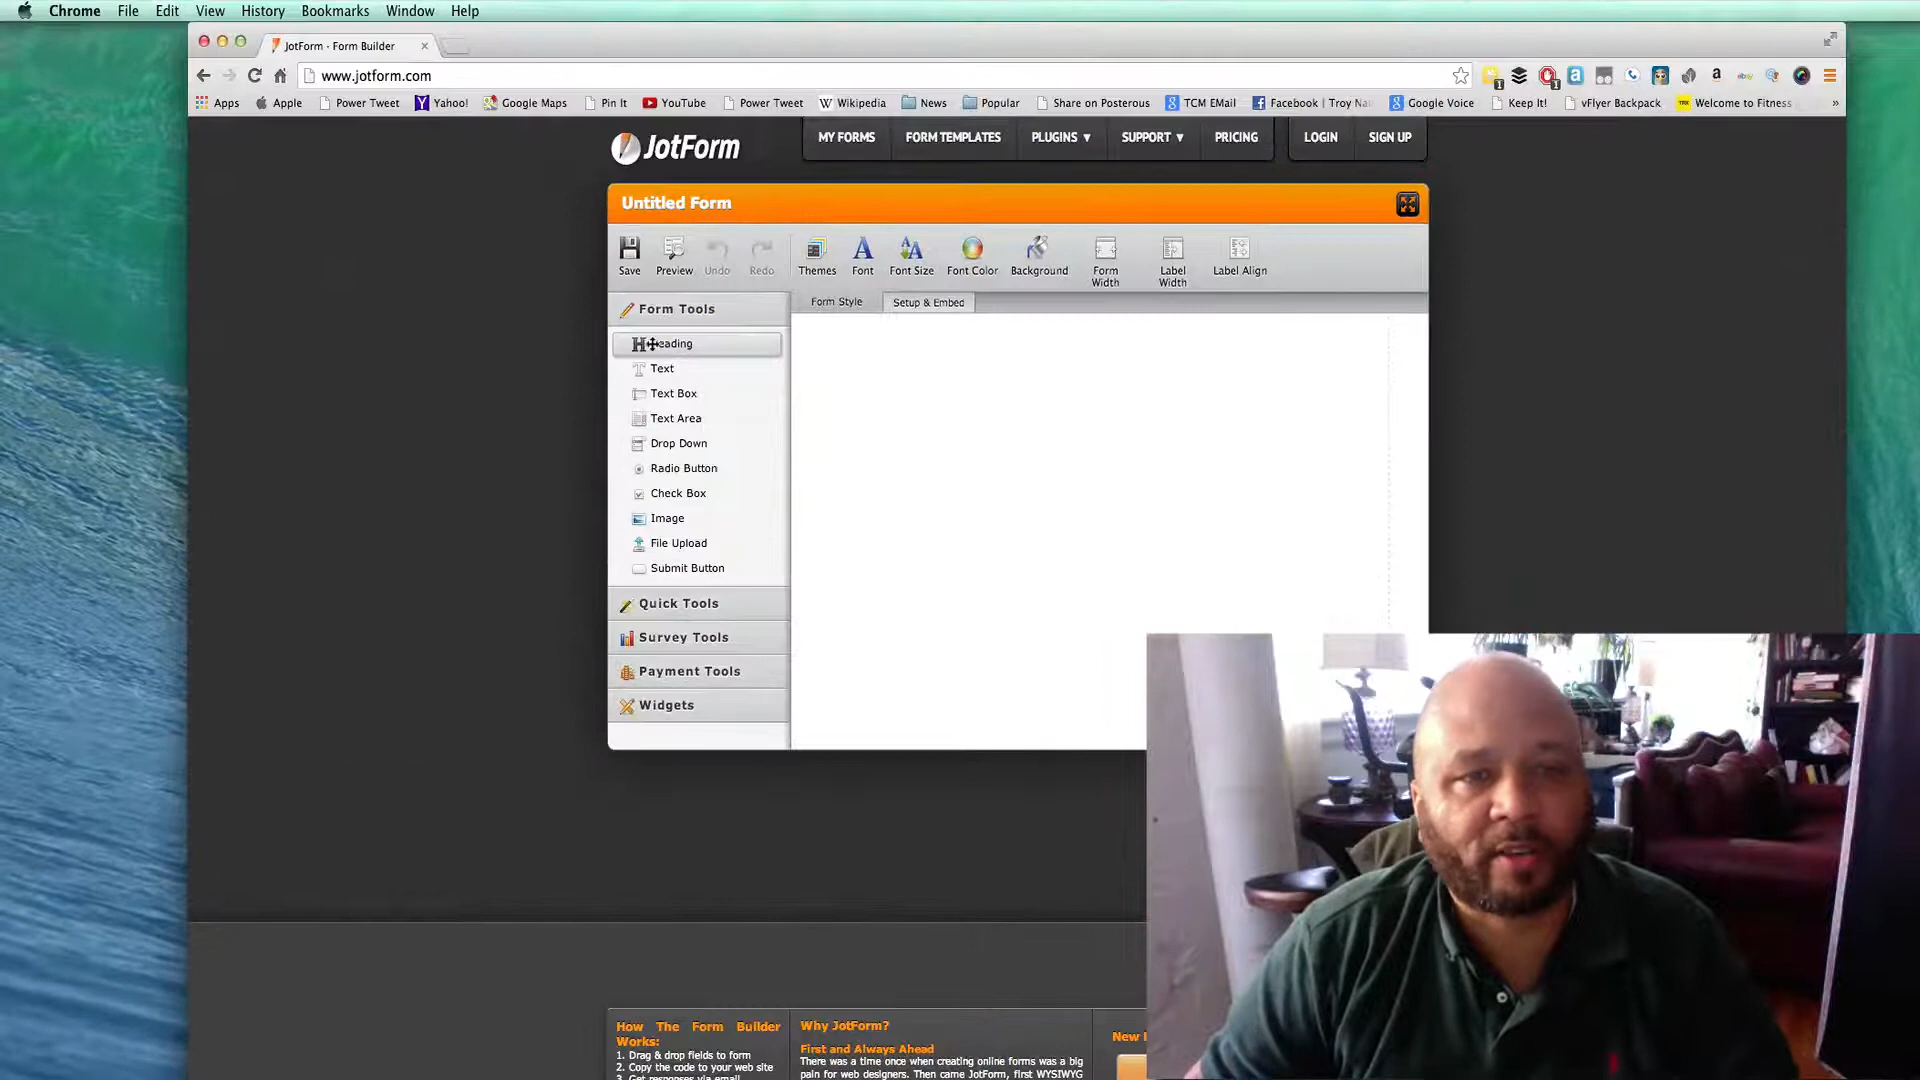 Chrome File Edit View History Bookmarks Window Help
JotForm · Form Builder
www.jotform.com
Apps Apple Power Tweet Yahoo! Google Maps Pin It YouTube Power Tweet Wikipedia News Popular Share on Posterous TCM EMail Facebook | Troy Na Google Voice Keep It! vFlyer Backpack Welcome to Fitness »
JotForm
MY FORMS FORM TEMPLATES PLUGINS ▼ SUPPORT ▼ PRICING LOGIN SIGN UP
Untitled Form
Save Preview Undo Redo Themes Font Font Size Font Color Background Form Width Label Width Label Align
Form Tools
Form Style Setup & Embed
eading
Text
Text Box
Text Area
Drop Down
Radio Button
Check Box
Image
File Upload
Submit Button
Quick Tools
Survey Tools
Payment Tools
Widgets
How The Form Builder Works:
1. Drag & drop fields to form
2. Copy the code to your web site
3. Get responses via email
Why JotForm?
First and Always Ahead
There was a time once when creating online forms was a big
pain for web designers. Then came JotForm, first WYSIWYG
New